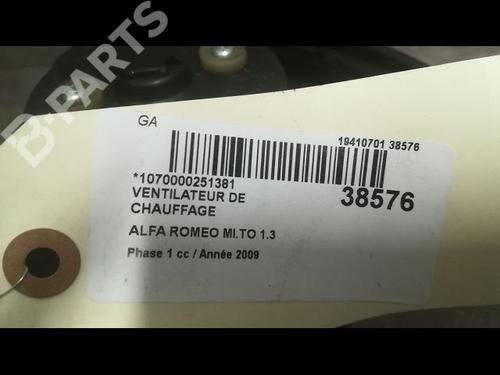 B-PARTS
GA
19410701 38576
*1070000251381
38576
VENTILATEUR DE
CHAUFFAGE
ALFA ROMEO MI.TO 1.3
Phase 1 cc / Année 2009